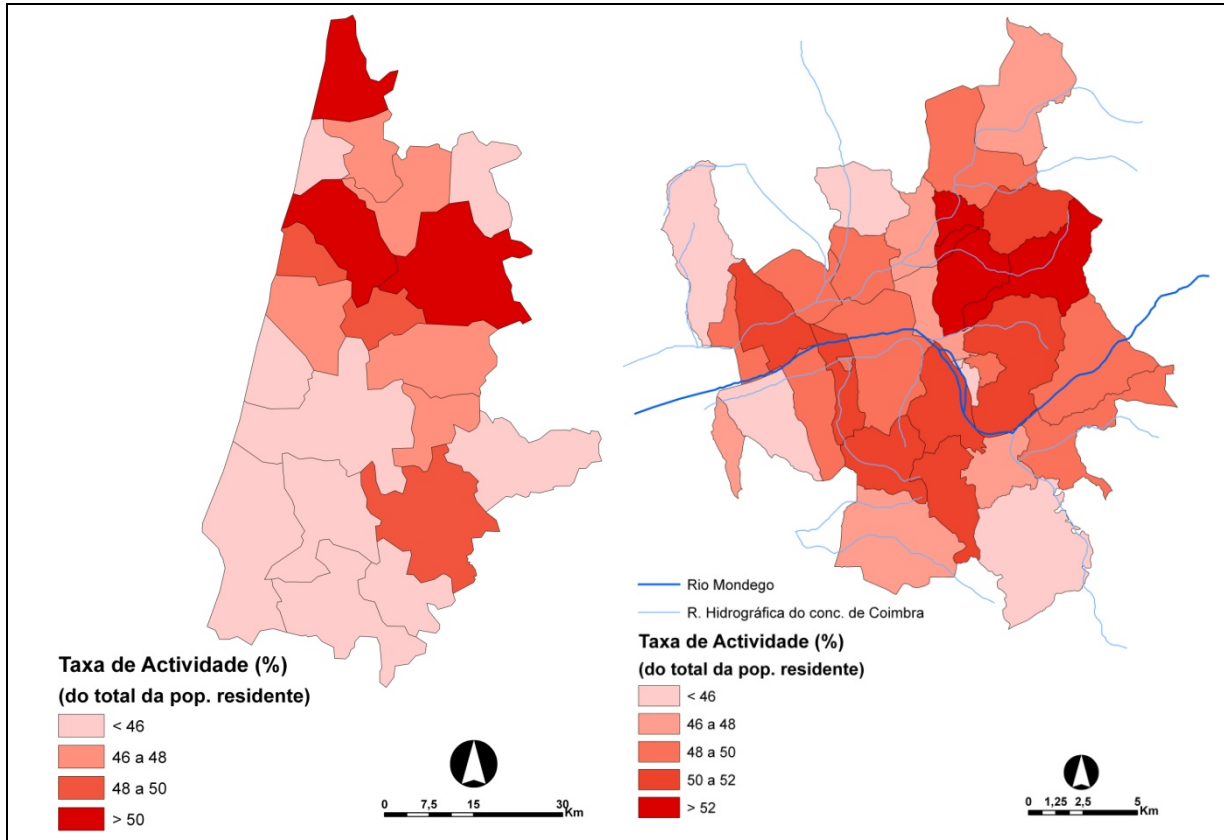 Taxa de Actividade (%)
(do total da pop. residente)
< 46
46 a 48
48 a 50
> 50
0 7,5 15 30
Km
Rio Mondego
R. Hidrográfica do conc. de Coimbra
Taxa de Actividade (%)
(do total da pop. residente)
< 46
46 a 48
48 a 50
50 a 52
> 52
0 1,25 2,5 5
Km